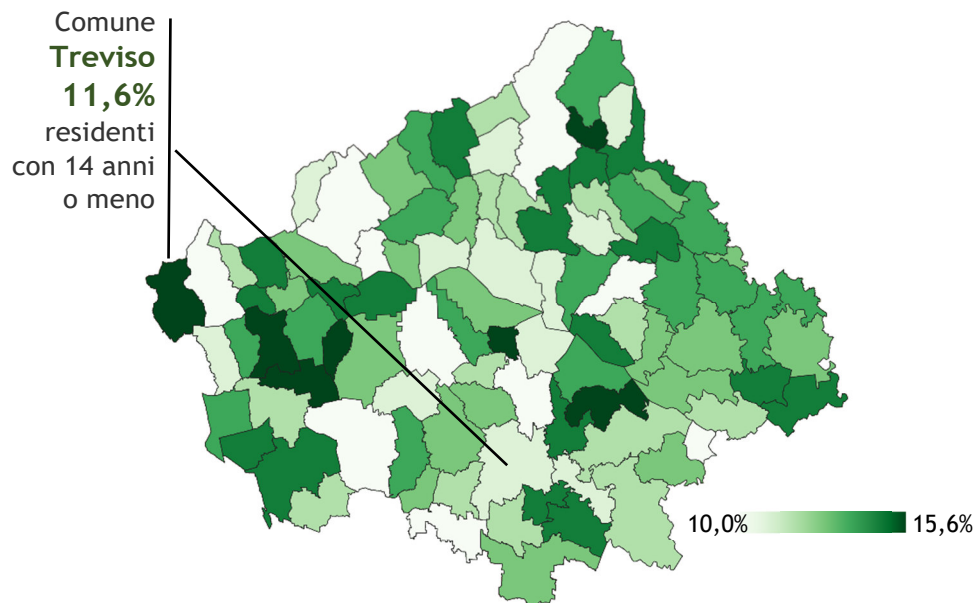 Comune
Treviso
11,6%
residenti
con 14 anni
o meno
10,0% 15,6%